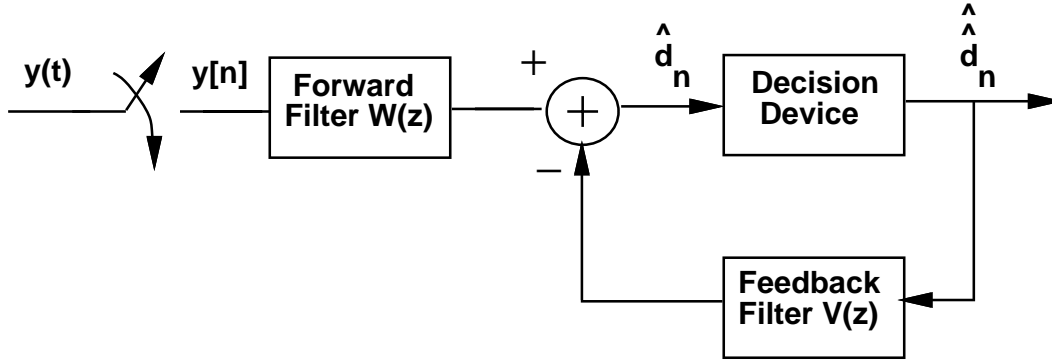 y(t)
y[n]
Forward
Filter W(z)
+
+
−
^
d
n
Decision
Device
^
^
d
n
Feedback
Filter V(z)